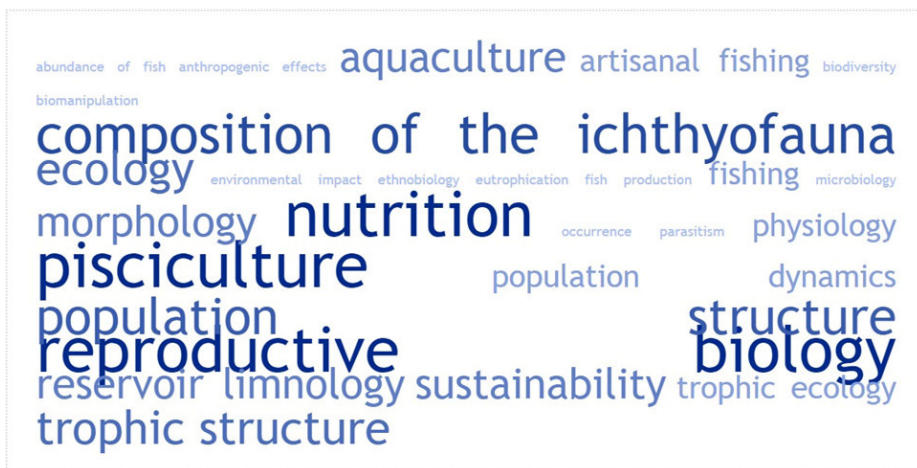 abundance of fish anthropogenic effects aquaculture artisanal fishing biodiversity
biomanipulation
composition of the ichthyofauna
ecology environmental impact ethnobiology eutrophication fish production fishing microbiology
morphology nutrition occurrence parasitism physiology
pisciculture population dynamics
population structure
reproductive biology
reservoir limnology sustainability trophic ecology
trophic structure